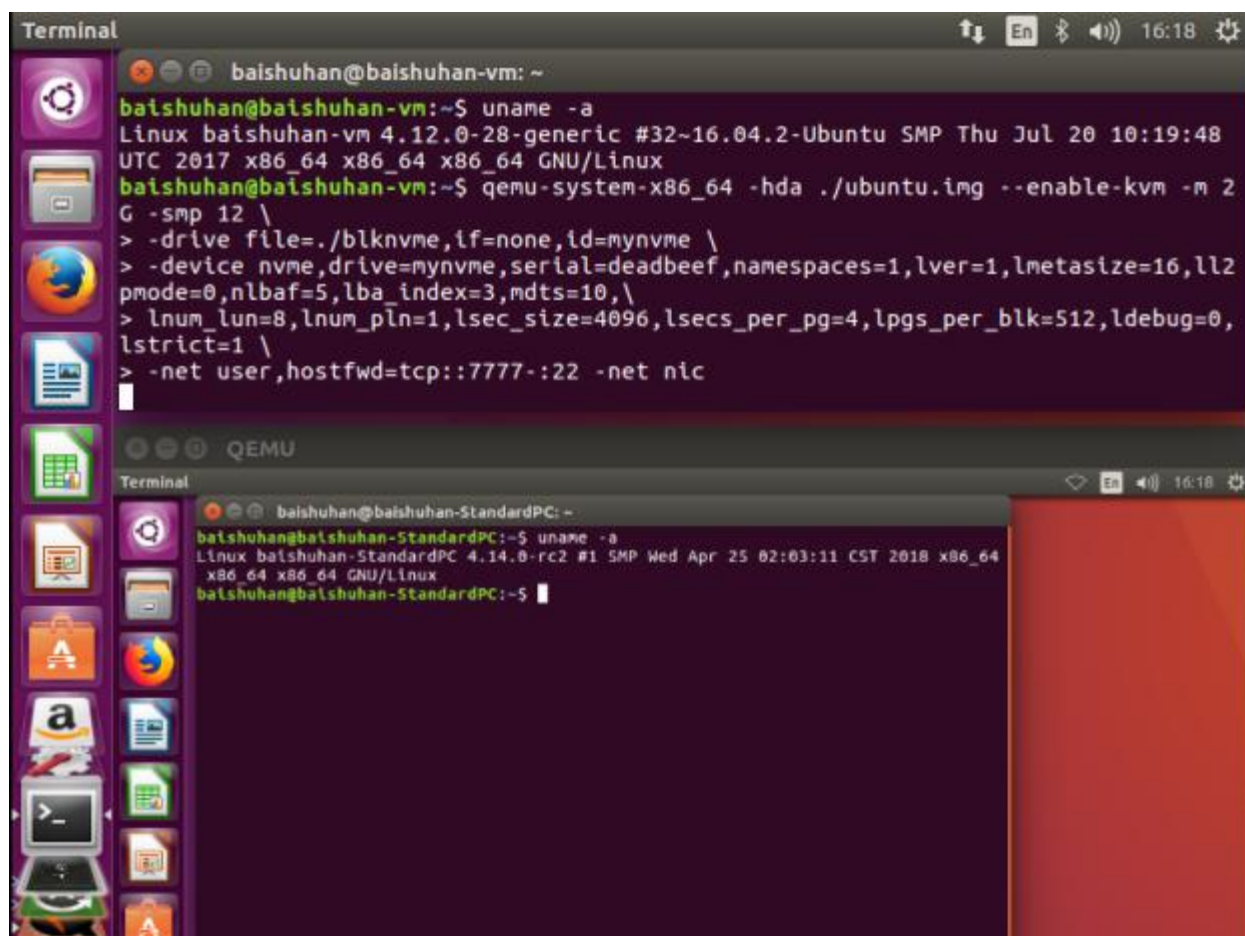 Terminal
En
16:18
baishuhan@baishuhan-vm: ~
baishuhan@baishuhan-vm:~$ uname -a
Linux baishuhan-vm 4.12.0-28-generic #32~16.04.2-Ubuntu SMP Thu Jul 20 10:19:48
UTC 2017 x86_64 x86_64 x86_64 GNU/Linux
baishuhan@baishuhan-vm:~$ qemu-system-x86_64 -hda ./ubuntu.img --enable-kvm -m 2
G -smp 12 \
> -drive file=./blknvme,if=none,id=mynvme \
> -device nvme,drive=mynvme,serial=deadbeef,namespaces=1,lver=1,lmetasize=16,ll2
pmode=0,nlbaf=5,lba_index=3,mdts=10,\
> lnum_lun=8,lnum_pln=1,lsec_size=4096,lsecs_per_pg=4,lpgs_per_blk=512,ldebug=0,
lstrict=1 \
> -net user,hostfwd=tcp::7777-:22 -net nic
QEMU
Terminal
En
16:18
baishuhan@baishuhan-StandardPC: ~
baishuhan@baishuhan-StandardPC:~$ uname -a
Linux baishuhan-StandardPC 4.14.0-rc2 #1 SMP Wed Apr 25 02:03:11 CST 2018 x86_64
x86_64 x86_64 GNU/Linux
baishuhan@baishuhan-StandardPC:~$